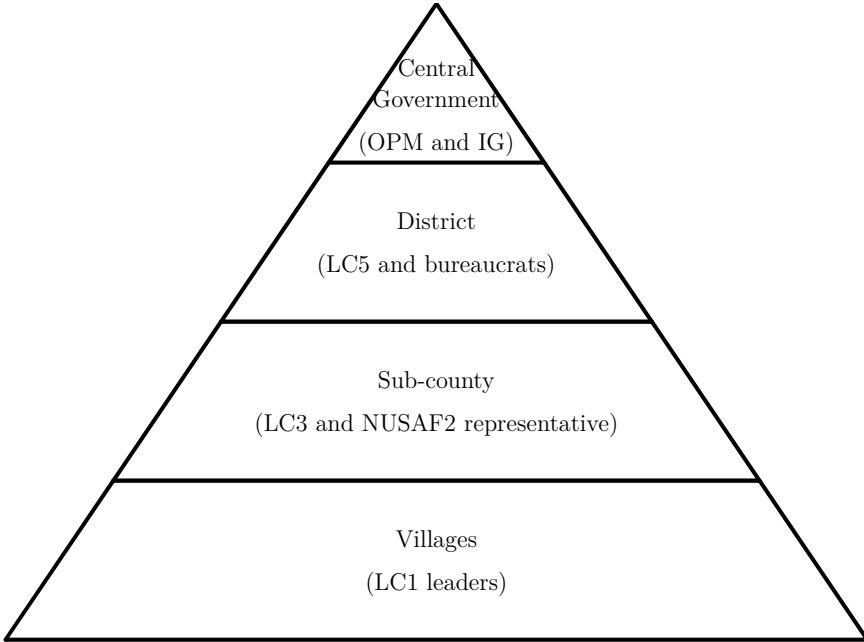 Central
Government
(OPM and IG)
District
(LC5 and bureaucrats)
Sub-county
(LC3 and NUSAF2 representative)
Villages
(LC1 leaders)